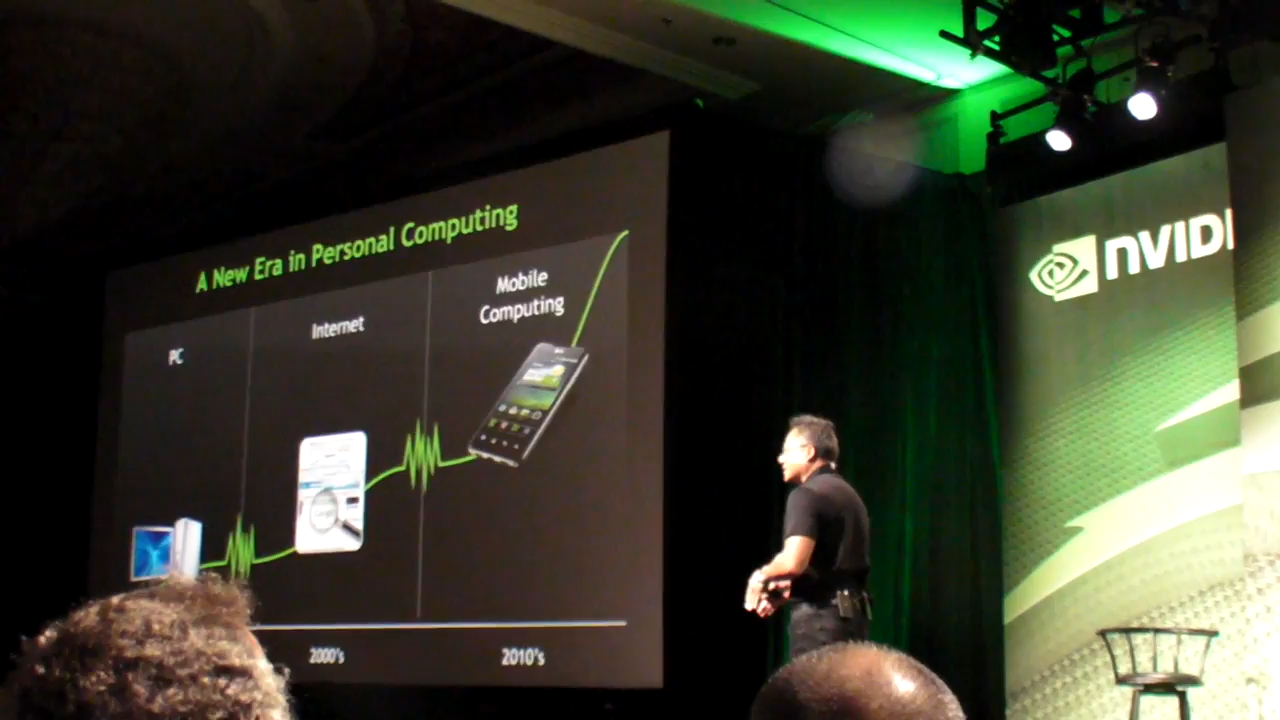 A New Era in Personal Computing
PC
Internet
Mobile
Computing
2000's
2010's
NVIDI